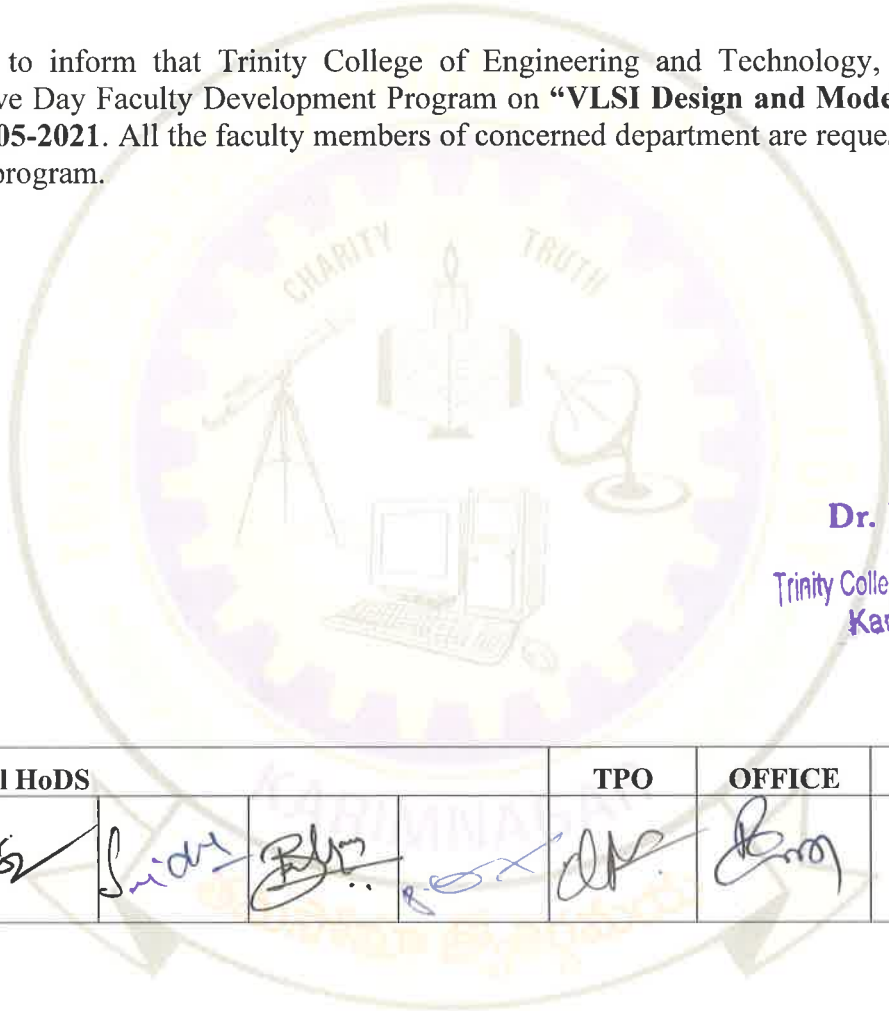 to inform that Trinity College of Engineering and Technology,
ve Day Faculty Development Program on “VLSI Design and Mode
05-2021. All the faculty members of concerned department are reque
program.
CHARITY TRUTH
Dr.
Trinity Colle
Kar
l HoDS TPO OFFICE
KARIMNAGAR